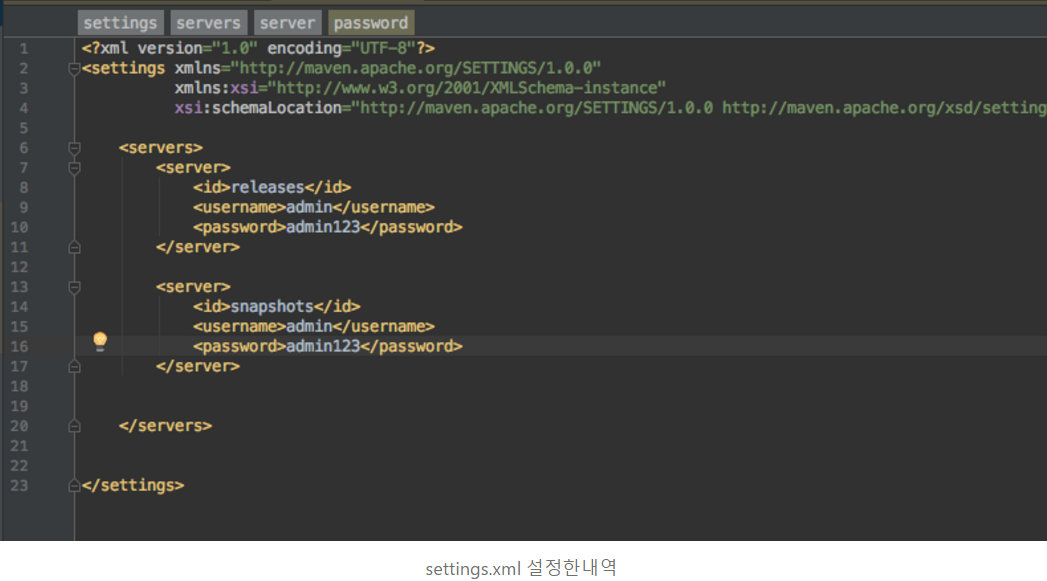 settings servers server password
1 <?xml version="1.0" encoding="UTF-8"?>
2 <settings xmlns="http://maven.apache.org/SETTINGS/1.0.0"
3 xmlns:xsi="http://www.w3.org/2001/XMLSchema-instance"
4 xsi:schemaLocation="http://maven.apache.org/SETTINGS/1.0.0 http://maven.apache.org/xsd/setting
5
6 <servers>
7 <server>
8 <id>releases</id>
9 <username>admin</username>
10 <password>admin123</password>
11 </server>
12
13 <server>
14 <id>snapshots</id>
15 <username>admin</username>
16 <password>admin123</password>
17 </server>
18
19
20 </servers>
21
22
23 </settings>
settings.xml 설정한내역